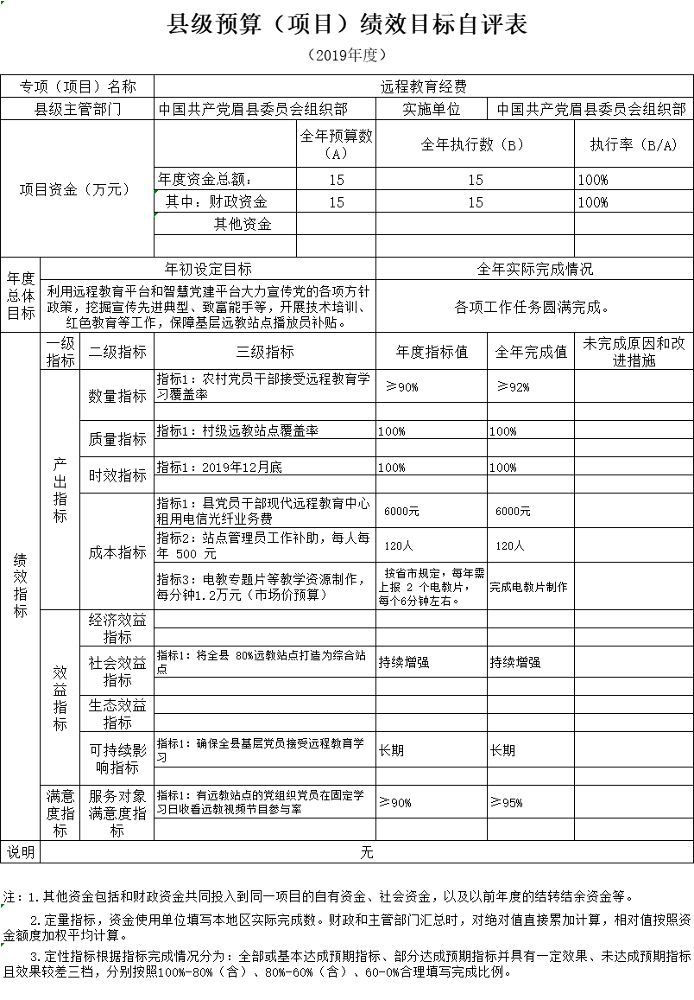 县级预算（项目）绩效目标自评表
（2019年度）
专项（项目）名称 远程教育经费
县级主管部门 中国共产党眉县委员会组织部 实施单位 中国共产党眉县委员会组织部
项目资金（万元） 全年预算数（A） 全年执行数（B） 执行率（B/A)
年度资金总额： 15 15 100%
其中：财政资金 15 15 100%
其他资金
年度总体目标 年初设定目标 全年实际完成情况
利用远程教育平台和智慧党建平台大力宣传党的各项方针
政策，挖掘宣传先进典型、致富能手等，开展技术培训、
红色教育等工作，保障基层远教站点播放员补贴。
各项工作任务圆满完成。
绩效指标
一级指标 二级指标 三级指标 年度指标值 全年完成值 未完成原因和改进措施
产出指标
数量指标 指标1：农村党员干部接受远程教育学习覆盖率 ≥90% ≥92%
质量指标 指标1：村级远教站点覆盖率 100% 100%
时效指标 指标1：2019年12月底 100% 100%
成本指标 指标1：县党员干部现代远程教育中心租用电信光纤业务费 6000元 6000元
指标2：站点管理员工作补助，每人每年 500 元 120人 120人
指标3：电教专题片等教学资源制作，每分钟1.2万元（市场价预算） 按省市规定，每年需上报 2 个电教片，每个6分钟左右。 完成电教片制作
效益指标
经济效益指标
社会效益指标 指标1：将全县 80%远教站点打造为综合站点 持续增强 持续增强
生态效益指标
可持续影响指标 指标1：确保全县基层党员接受远程教育学习 长期 长期
满意度指标 服务对象满意度指标 指标1：有远教站点的党组织党员在固定学习日收看远教视频节目参与率 ≥90% ≥95%
说明 无
注：1.其他资金包括和财政资金共同投入到同一项目的自有资金、社会资金，以及以前年度的结转结余资金等。
2.定量指标，资金使用单位填写本地区实际完成数。财政和主管部门汇总时，对绝对值直接累加计算，相对值按照资
金额度加权平均计算。
3.定性指标根据指标完成情况分为：全部或基本达成预期指标、部分达成预期指标并具有一定效果、未达成预期指标
且效果较差三档，分别按照100%-80%（含）、80%-60%（含）、60-0%合理填写完成比例。